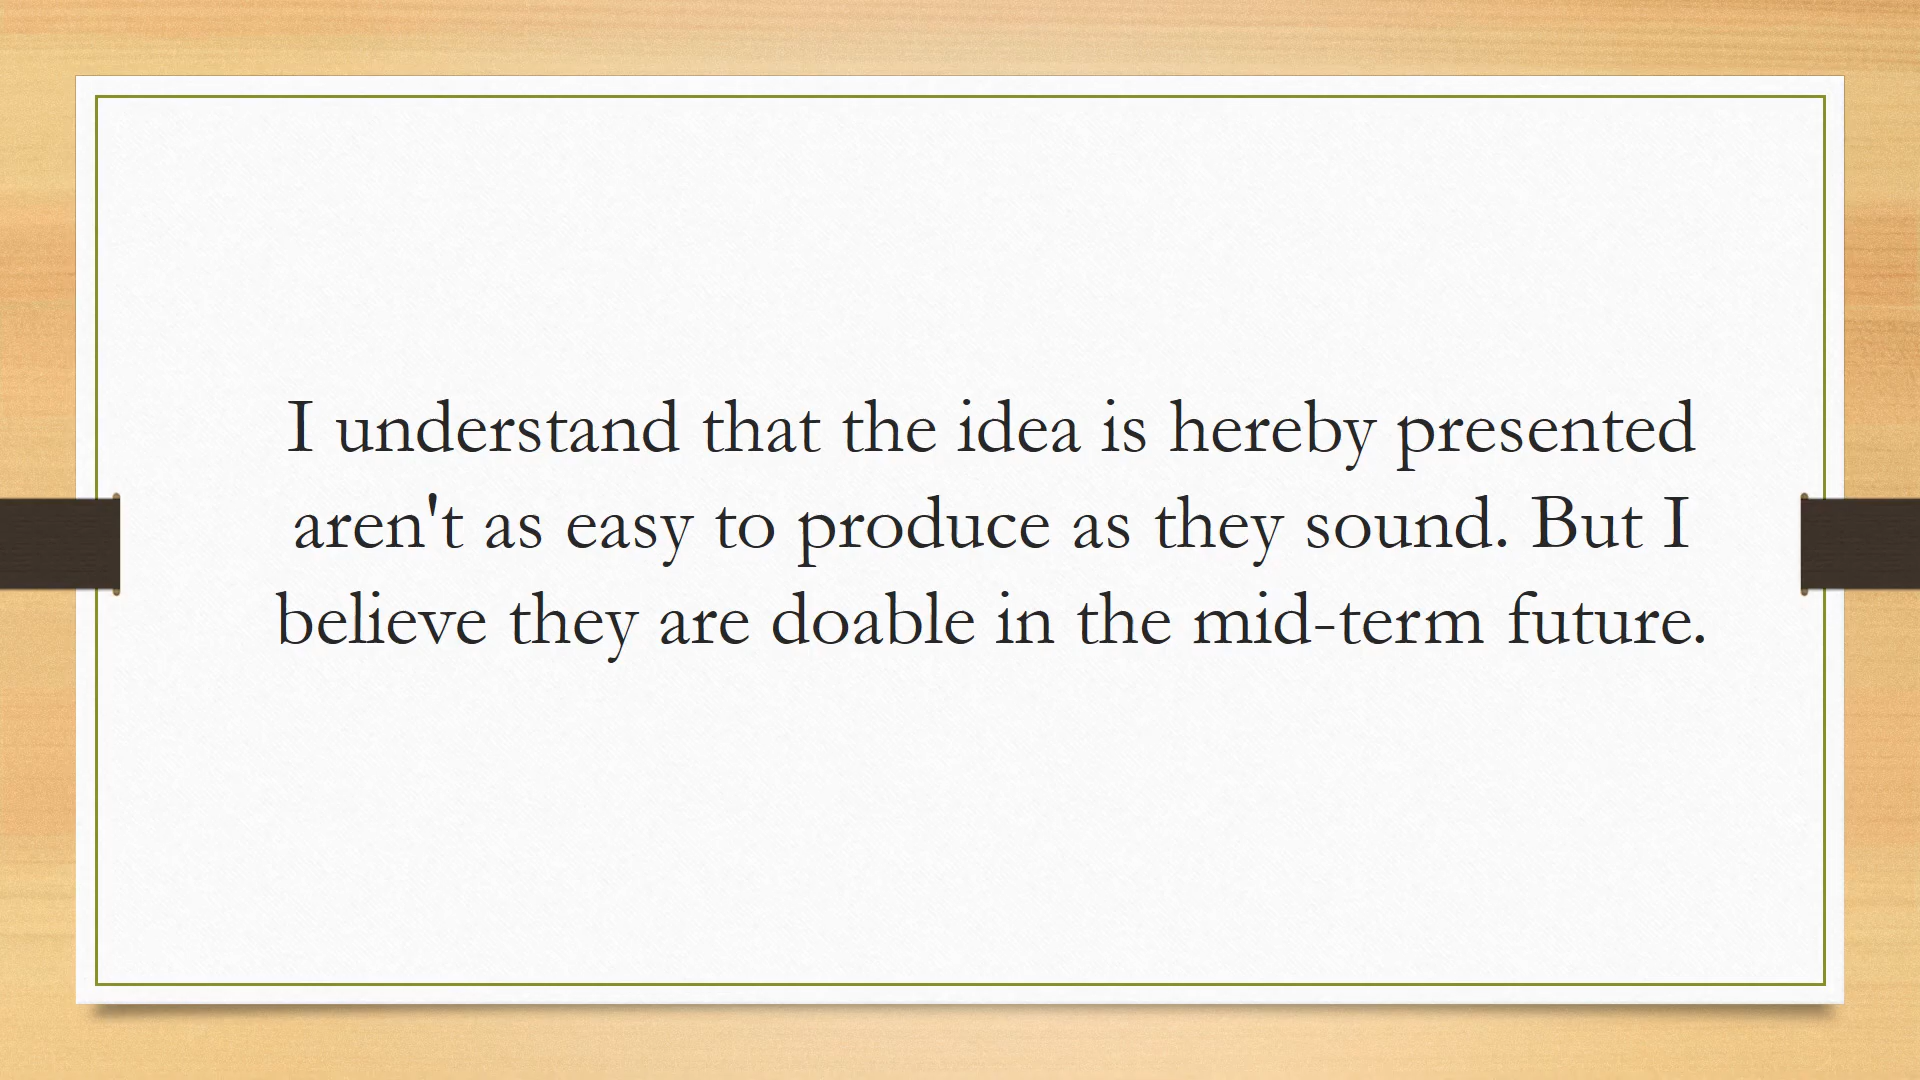 I understand that the idea is hereby presented
aren't as easy to produce as they sound. But I
believe they are doable in the mid-term future.